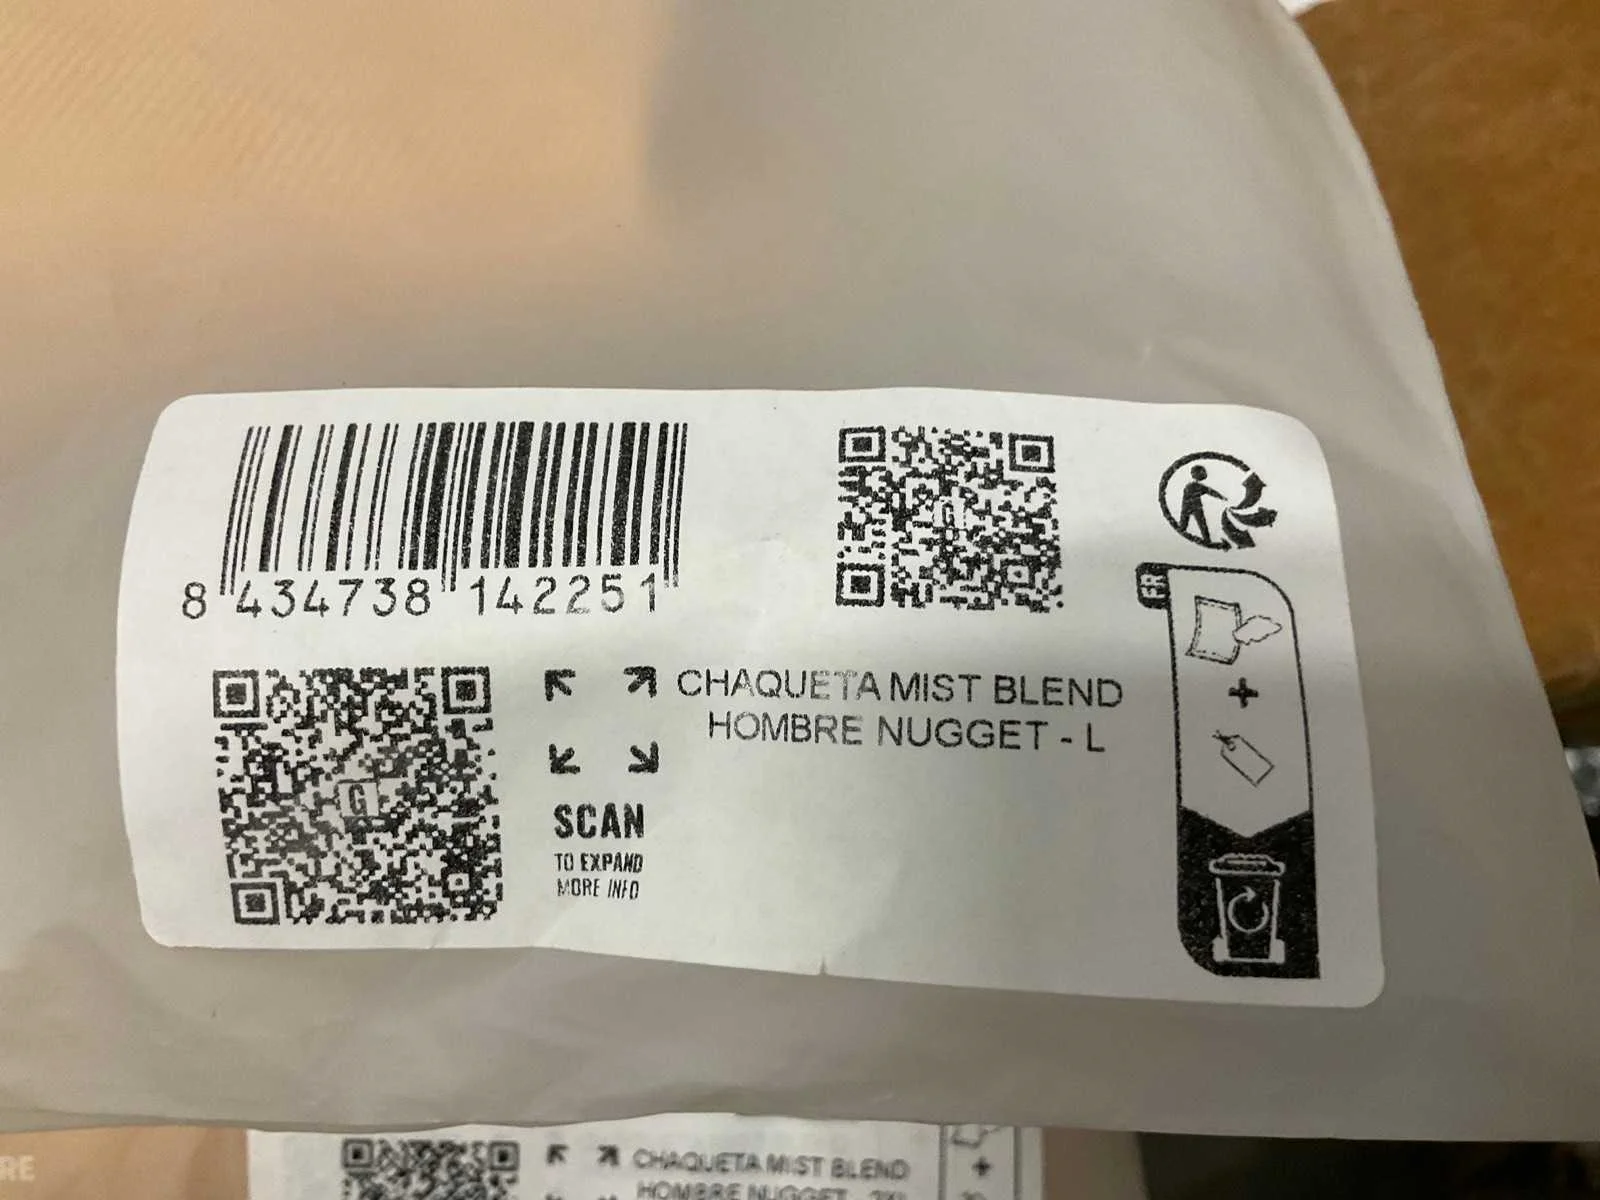 8 434738 142251
G
FR
G
CHAQUETA MIST BLEND
HOMBRE NUGGET - L
SCAN
TO EXPAND
MORE INFO
RE
CHAQUETA MIST BLEND
HOMBRE NUGGET